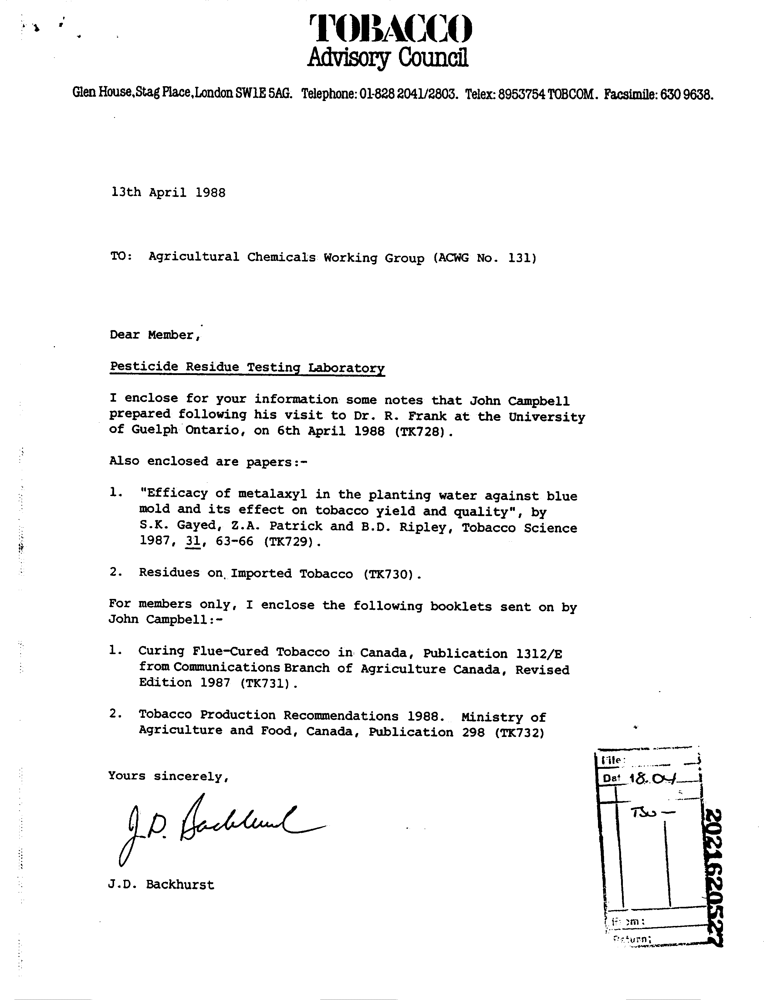 TOBACCO
Advisory Council
Glen House, Stag Place, London SW1E 5AG. Telephone: 01-828 2041/2803. Telex: 8953754 TOBCOM. Facsimile: 630 9638.
13th April 1988
TO: Agricultural Chemicals Working Group (ACWG No. 131)
Dear Member,
Pesticide Residue Testing Laboratory
I enclose for your information some notes that John Campbell
prepared following his visit to Dr. R. Frank at the University
of Guelph Ontario, on 6th April 1988 (TK728).
Also enclosed are papers:-
1. "Efficacy of metalaxyl in the planting water against blue
mold and its effect on tobacco yield and quality", by
S.K. Gayed, Z.A. Patrick and B.D. Ripley, Tobacco Science
1987, 31, 63-66 (TK729).
2. Residues on Imported Tobacco (TK730).
For members only, I enclose the following booklets sent on by
John Campbell:-
1. Curing Flue-Cured Tobacco in Canada, Publication 1312/E
from Communications Branch of Agriculture Canada, Revised
Edition 1987 (TK731).
2. Tobacco Production Recommendations 1988. Ministry of
Agriculture and Food, Canada, Publication 298 (TK732)
Yours sincerely,
J.D. Backhurst
J.D. Backhurst
File:
Dat 18.04
From:
Return:
2021620527